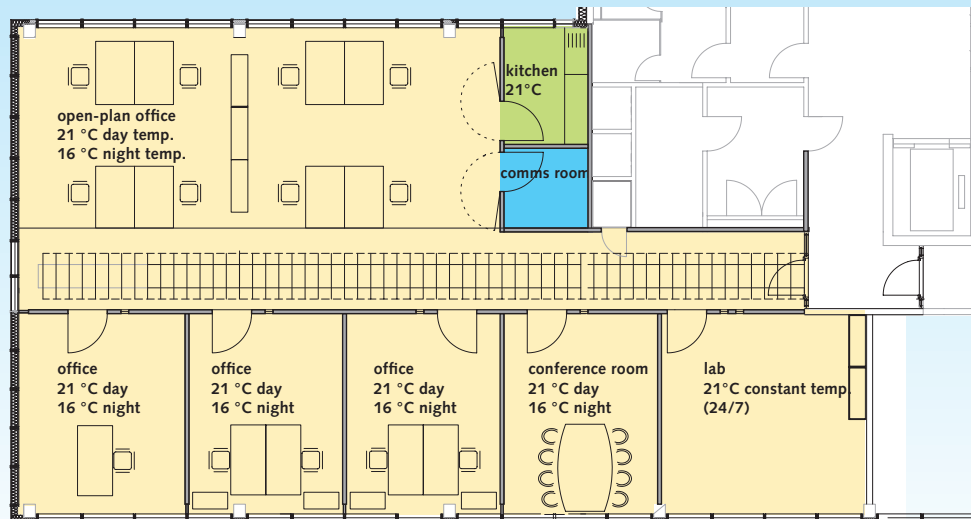 kitchen
21°C
open-plan office
21 °C day temp.
16 °C night temp.
comms room
office
21 °C day
16 °C night
office
21 °C day
16 °C night
office
21 °C day
16 °C night
conference room
21 °C day
16 °C night
lab
21°C constant temp.
(24/7)